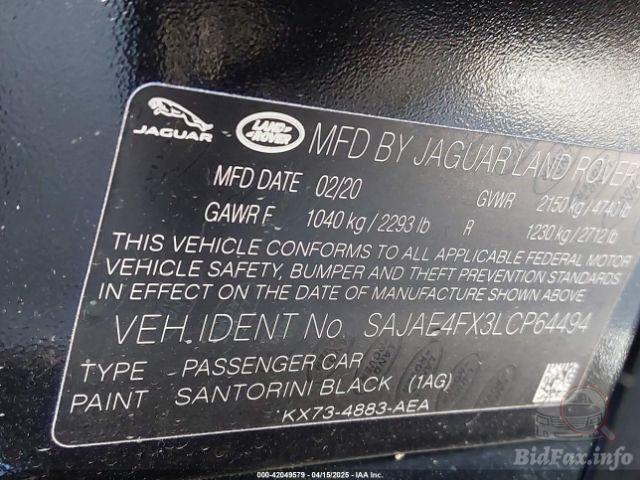 JAGUAR
LAND
ROVER
MFD BY JAGUAR LAND ROVER
MFD DATE 02/20 GVWR 2150 kg / 4740 lb
GAWR F 1040 kg / 2293 lb R 1230 kg / 2712 lb
THIS VEHICLE CONFORMS TO ALL APPLICABLE FEDERAL MOTOR
VEHICLE SAFETY, BUMPER AND THEFT PREVENTION STANDARDS
IN EFFECT ON THE DATE OF MANUFACTURE SHOWN ABOVE
VEH. IDENT No. SAJAE4FX3LCP64494
TYPE PASSENGER CAR
PAINT SANTORINI BLACK (1AG)
KX73-4883-AEA
000-42049579 - 04/15/2025 - IAA Inc.
BidFax.info